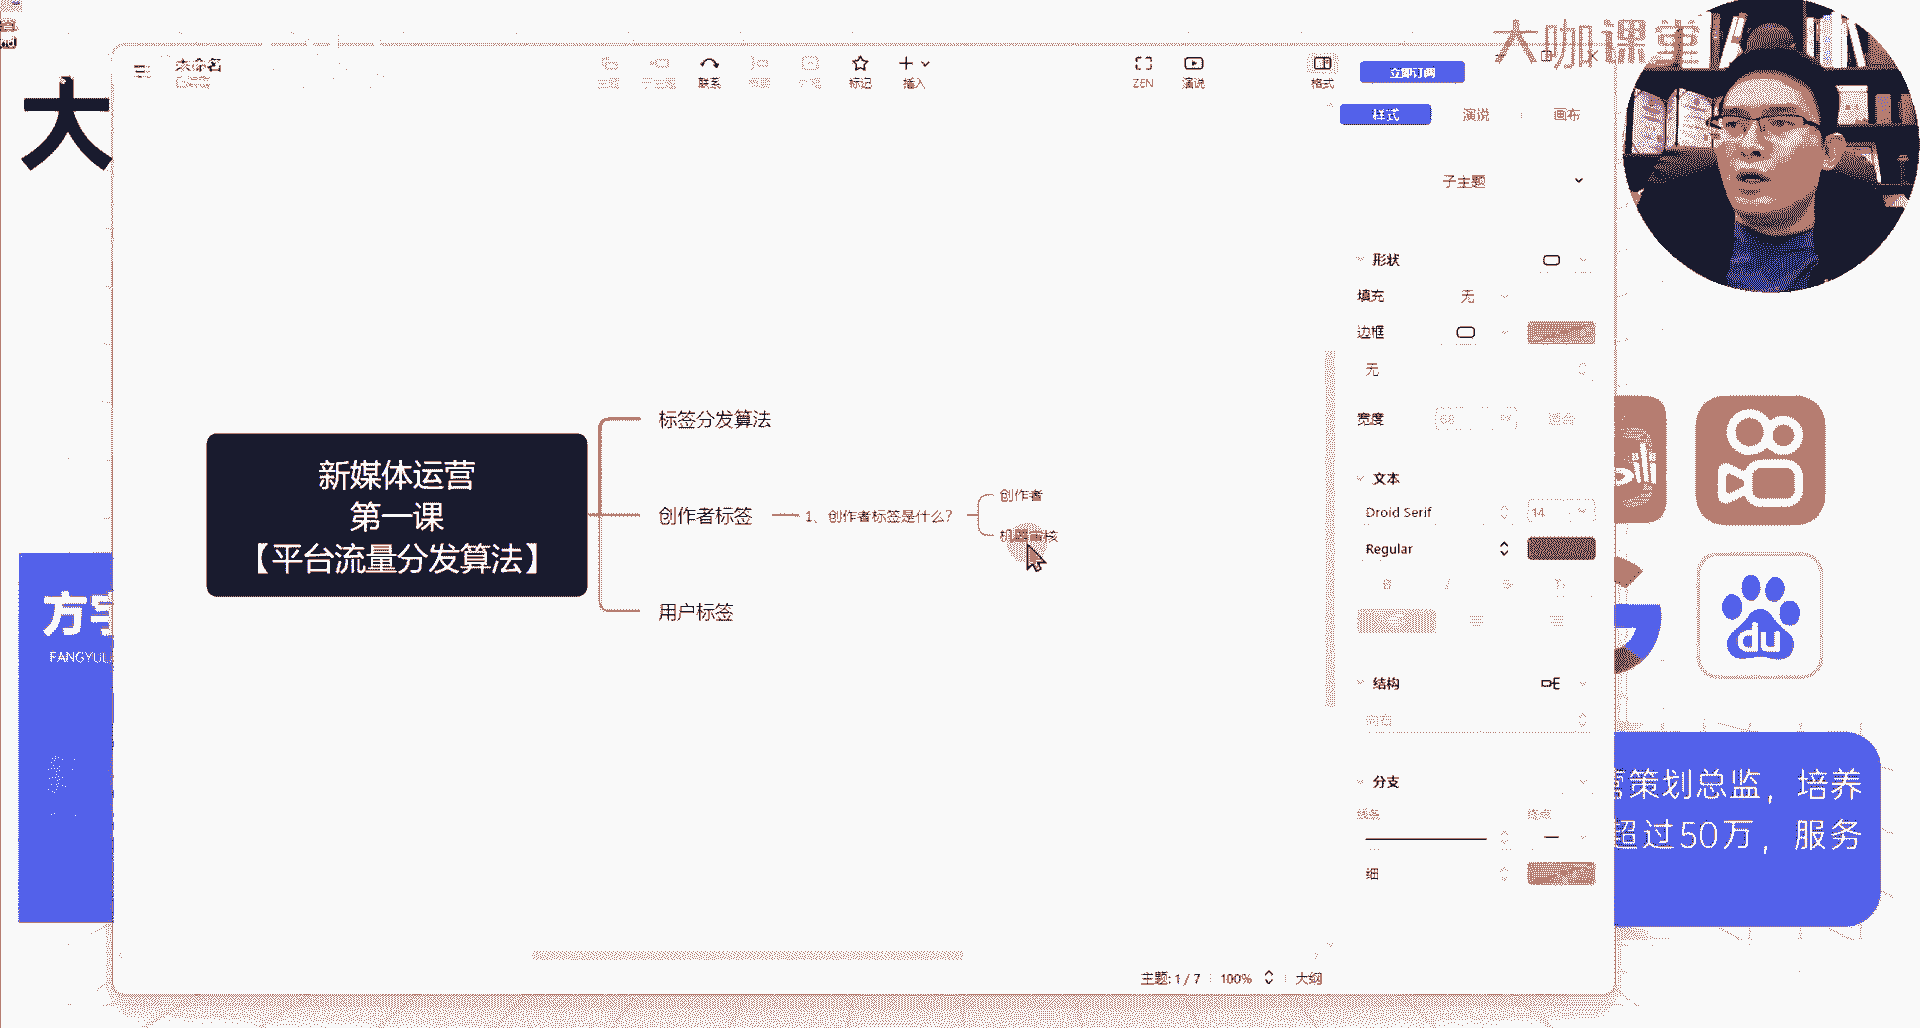 大咖课堂
大
未命名
联系
标记
插入
ZEN
演说
格式
立即订阅
样式
演说
画布
子主题
形状
填充
无
边框
无
宽度
文本
Droid Serif
14
Regular
结构
向右
分支
细
标签分发算法
新媒体运营
第一课
【平台流量分发算法】
创作者标签
1、创作者标签是什么?
创作者
机器审核
用户标签
FANGYU
du
策划总监，培养
超过50万，服务
主题: 1 / 7
100%
大纲